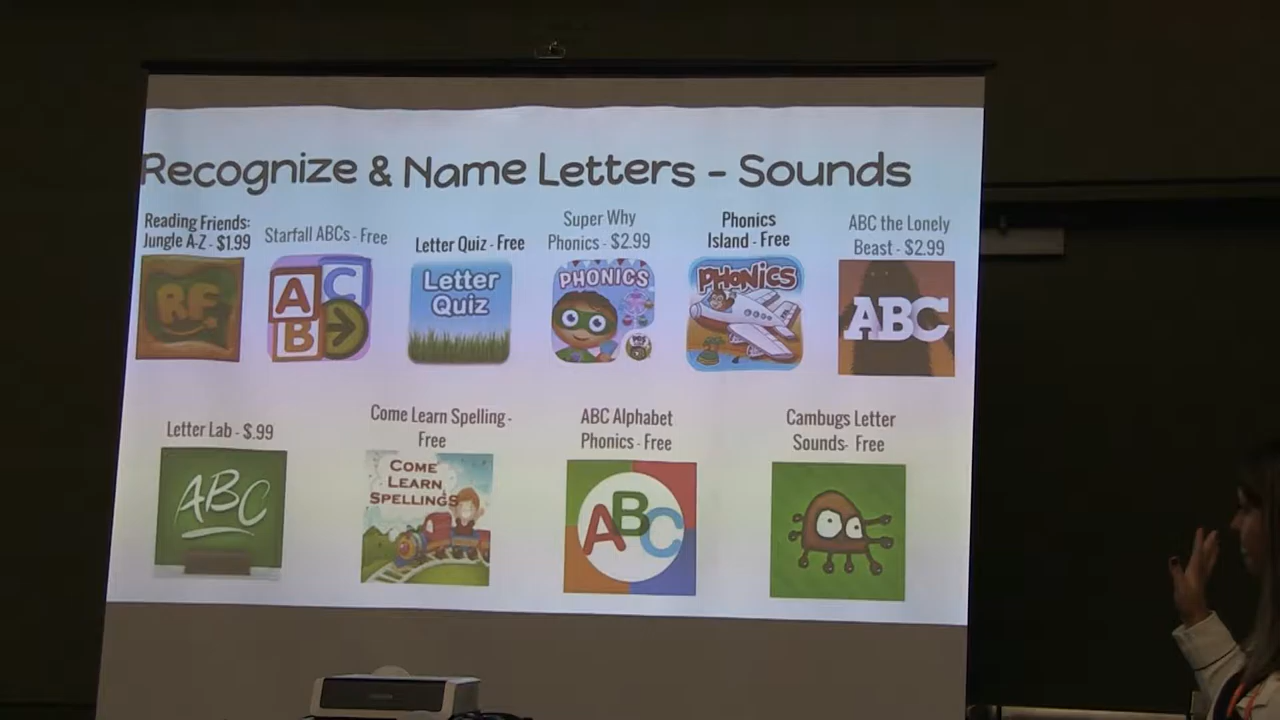 Recognize & Name Letters - Sounds
Reading Friends:
Jungle A-Z - $1.99
Starfall ABCs - Free
Letter Quiz - Free
Super Why
Phonics - $2.99
Phonics
Island - Free
ABC the Lonely
Beast - $2.99
RF
A
C
B
Letter
Quiz
PHONICS
PHONICS
ABC
Letter Lab - $.99
Come Learn Spelling -
Free
ABC Alphabet
Phonics - Free
Cambugs Letter
Sounds- Free
ABC
COME
LEARN
SPELLINGS
ABC